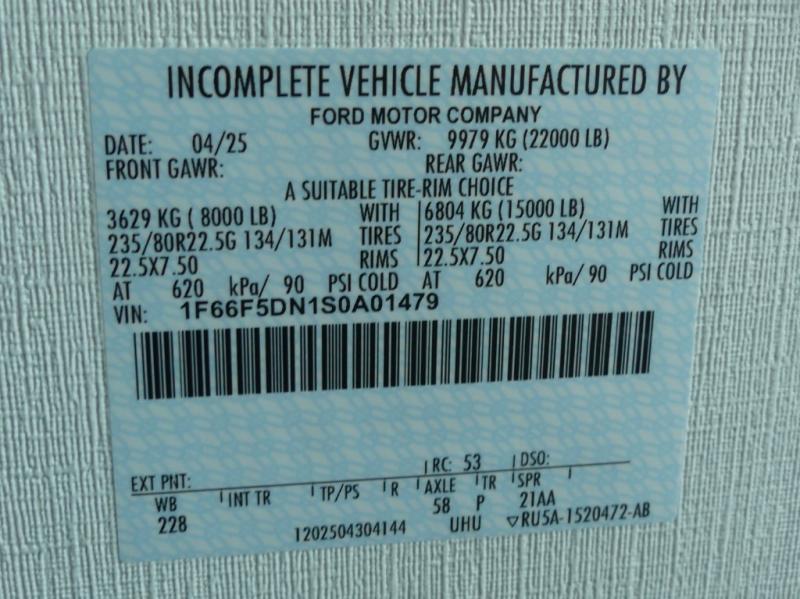 INCOMPLETE VEHICLE MANUFACTURED BY
FORD MOTOR COMPANY
DATE: 04/25 GVWR: 9979 KG (22000 LB)
FRONT GAWR: REAR GAWR:
A SUITABLE TIRE-RIM CHOICE
3629 KG ( 8000 LB) WITH 6804 KG (15000 LB) WITH
235/80R22.5G 134/131M TIRES 235/80R22.5G 134/131M TIRES
22.5X7.50 RIMS 22.5X7.50 RIMS
AT 620 kPa/ 90 PSI COLD AT 620 kPa/ 90 PSI COLD
VIN: 1F66F5DN1S0A01479
EXT PNT: RC: 53 DSO:
WB INT TR TP/PS R AXLE TR SPR
228 58 P 21AA
1202504304144 UHU ▽RU5A-1520472-AB